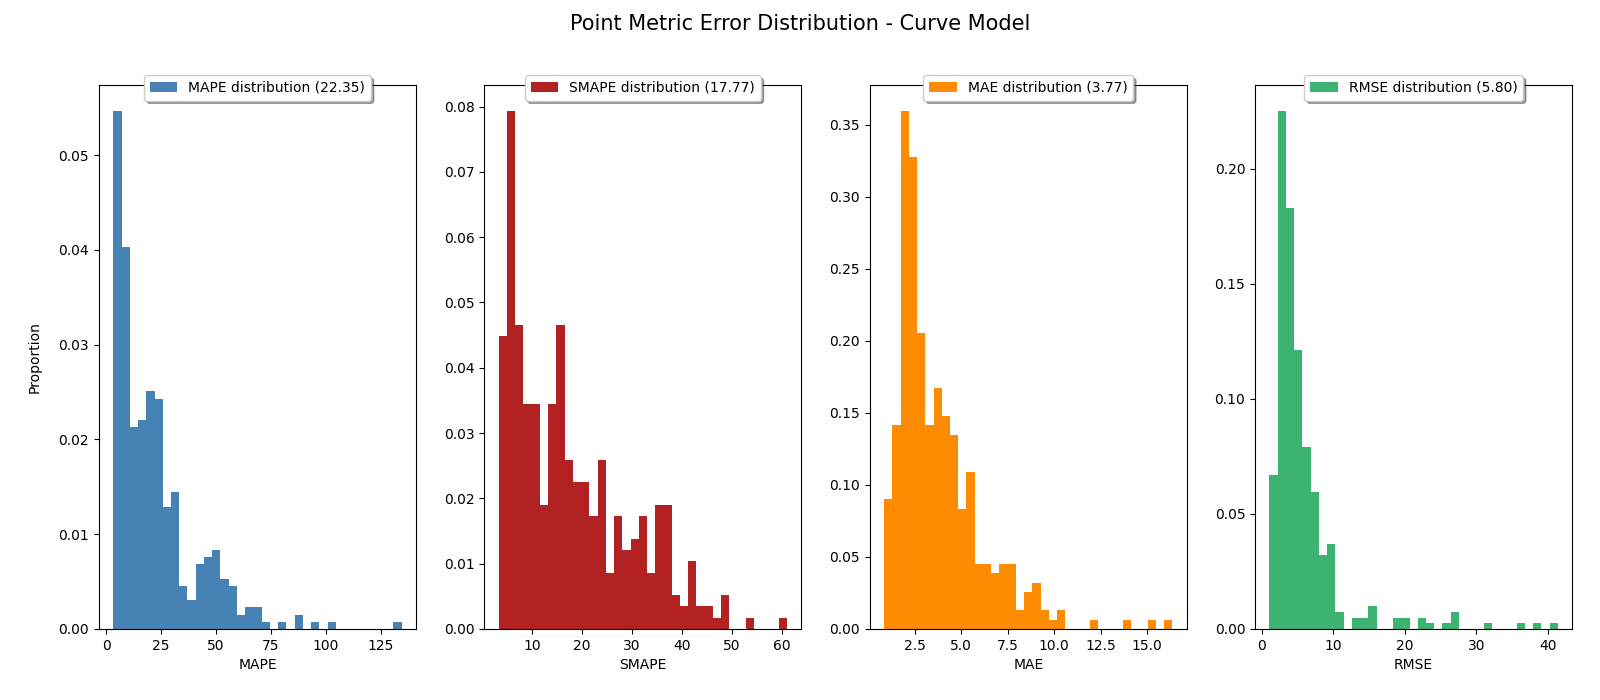 Point Metric Error Distribution - Curve Model
MAPE distribution (22.35)
SMAPE distribution (17.77)
MAE distribution (3.77)
RMSE distribution (5.80)
Proportion
0.05
0.04
0.03
0.02
0.01
0.00
0 25 50 75 100 125
MAPE
0.08
0.07
0.06
0.05
0.04
0.03
0.02
0.01
0.00
10 20 30 40 50 60
SMAPE
0.35
0.30
0.25
0.20
0.15
0.10
0.05
0.00
2.5 5.0 7.5 10.0 12.5 15.0
MAE
0.20
0.15
0.10
0.05
0.00
0 10 20 30 40
RMSE